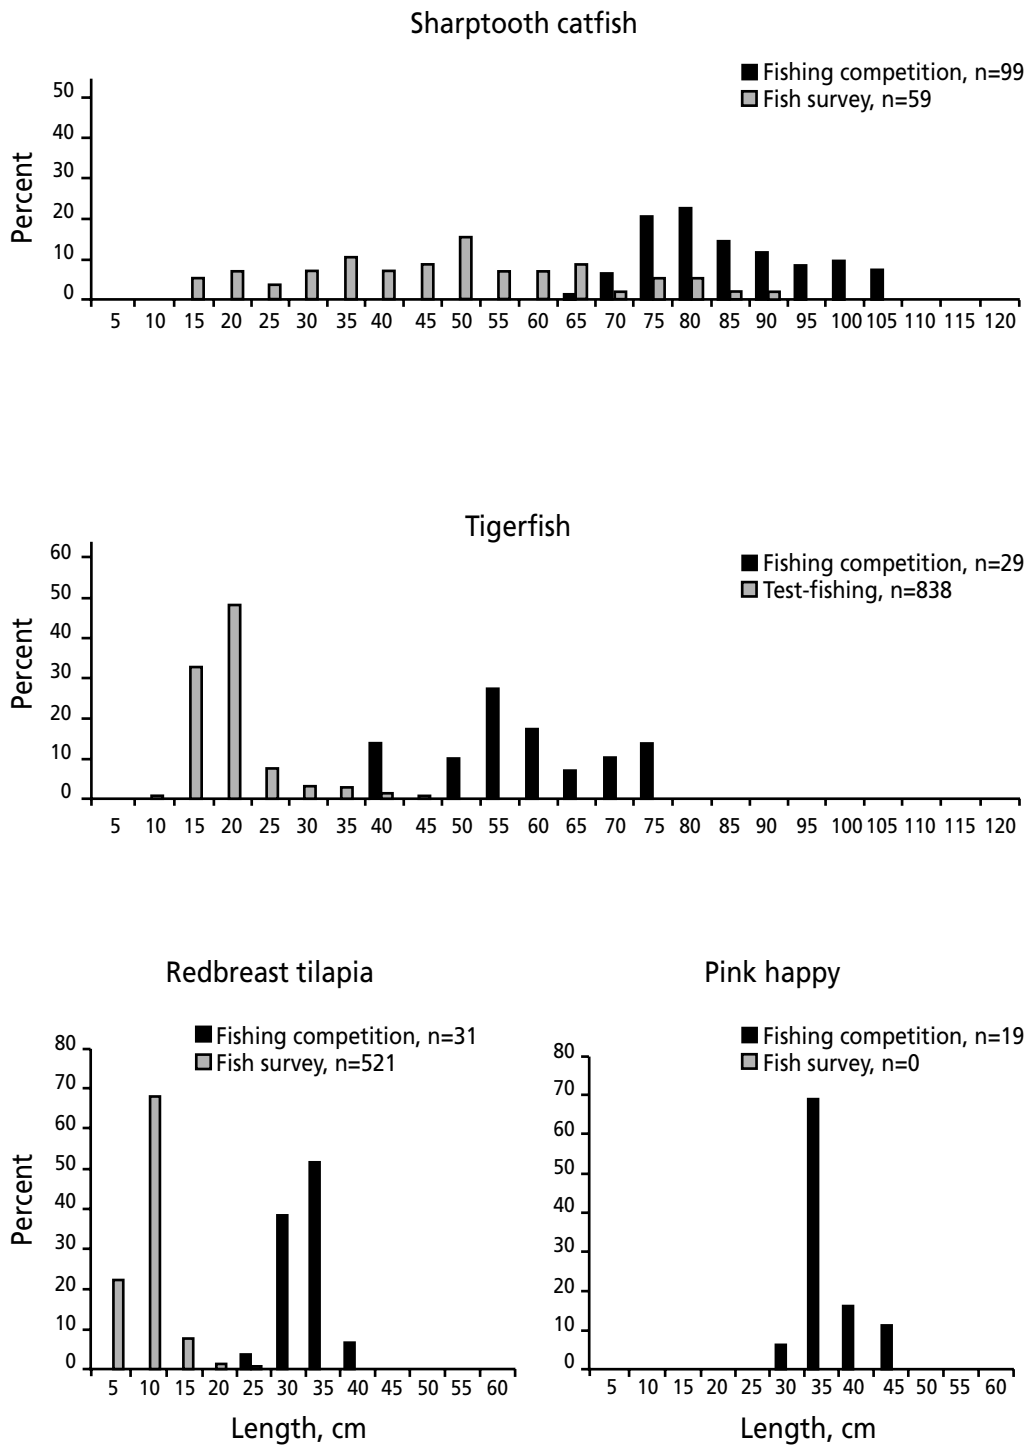 Sharptooth catfish
Fishing competition, n=99
Fish survey, n=59
Percent
50
40
30
20
10
0
5 10 15 20 25 30 35 40 45 50 55 60 65 70 75 80 85 90 95 100 105 110 115 120
Tigerfish
Fishing competition, n=29
Test-fishing, n=838
Percent
60
50
40
30
20
10
0
5 10 15 20 25 30 35 40 45 50 55 60 65 70 75 80 85 90 95 100 105 110 115 120
Redbreast tilapia
Fishing competition, n=31
Fish survey, n=521
Percent
80
70
60
50
40
30
20
10
0
5 10 15 20 25 30 35 40 45 50 55 60
Length, cm
Pink happy
Fishing competition, n=19
Fish survey, n=0
80
70
60
50
40
30
20
10
0
5 10 15 20 25 30 35 40 45 50 55 60
Length, cm